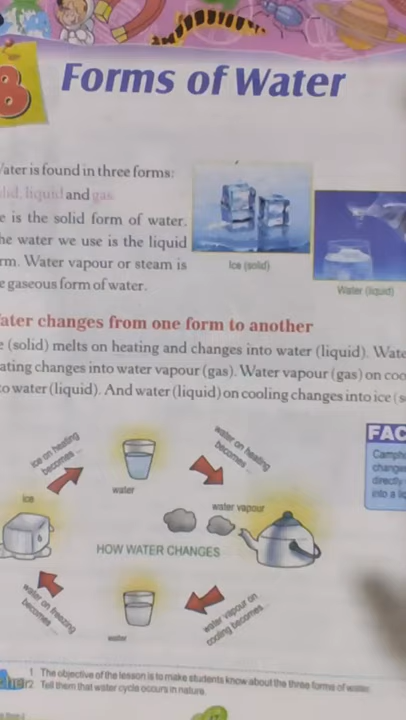 8
Forms of Water
Water is found in three forms:
solid, liquid and gas.
e is the solid form of water.
he water we use is the liquid
rm. Water vapour or steam is
e gaseous form of water.
Ice (solid)
Water (liquid)
ater changes from one form to another
e (solid) melts on heating and changes into water (liquid). Wate
ating changes into water vapour (gas). Water vapour (gas) on coo
to water (liquid). And water (liquid) on cooling changes into ice (s
FAC
Camph
change
directly
into a li
ice on heating
becomes ...
water
water on heating
becomes ...
ice
water vapour
HOW WATER CHANGES
water on freezing
becomes ...
water
water vapour on
cooling becomes...
1 The objective of the lesson is to make students know about the three forms of water.
2. Tell them that water cycle occurs in nature.
17